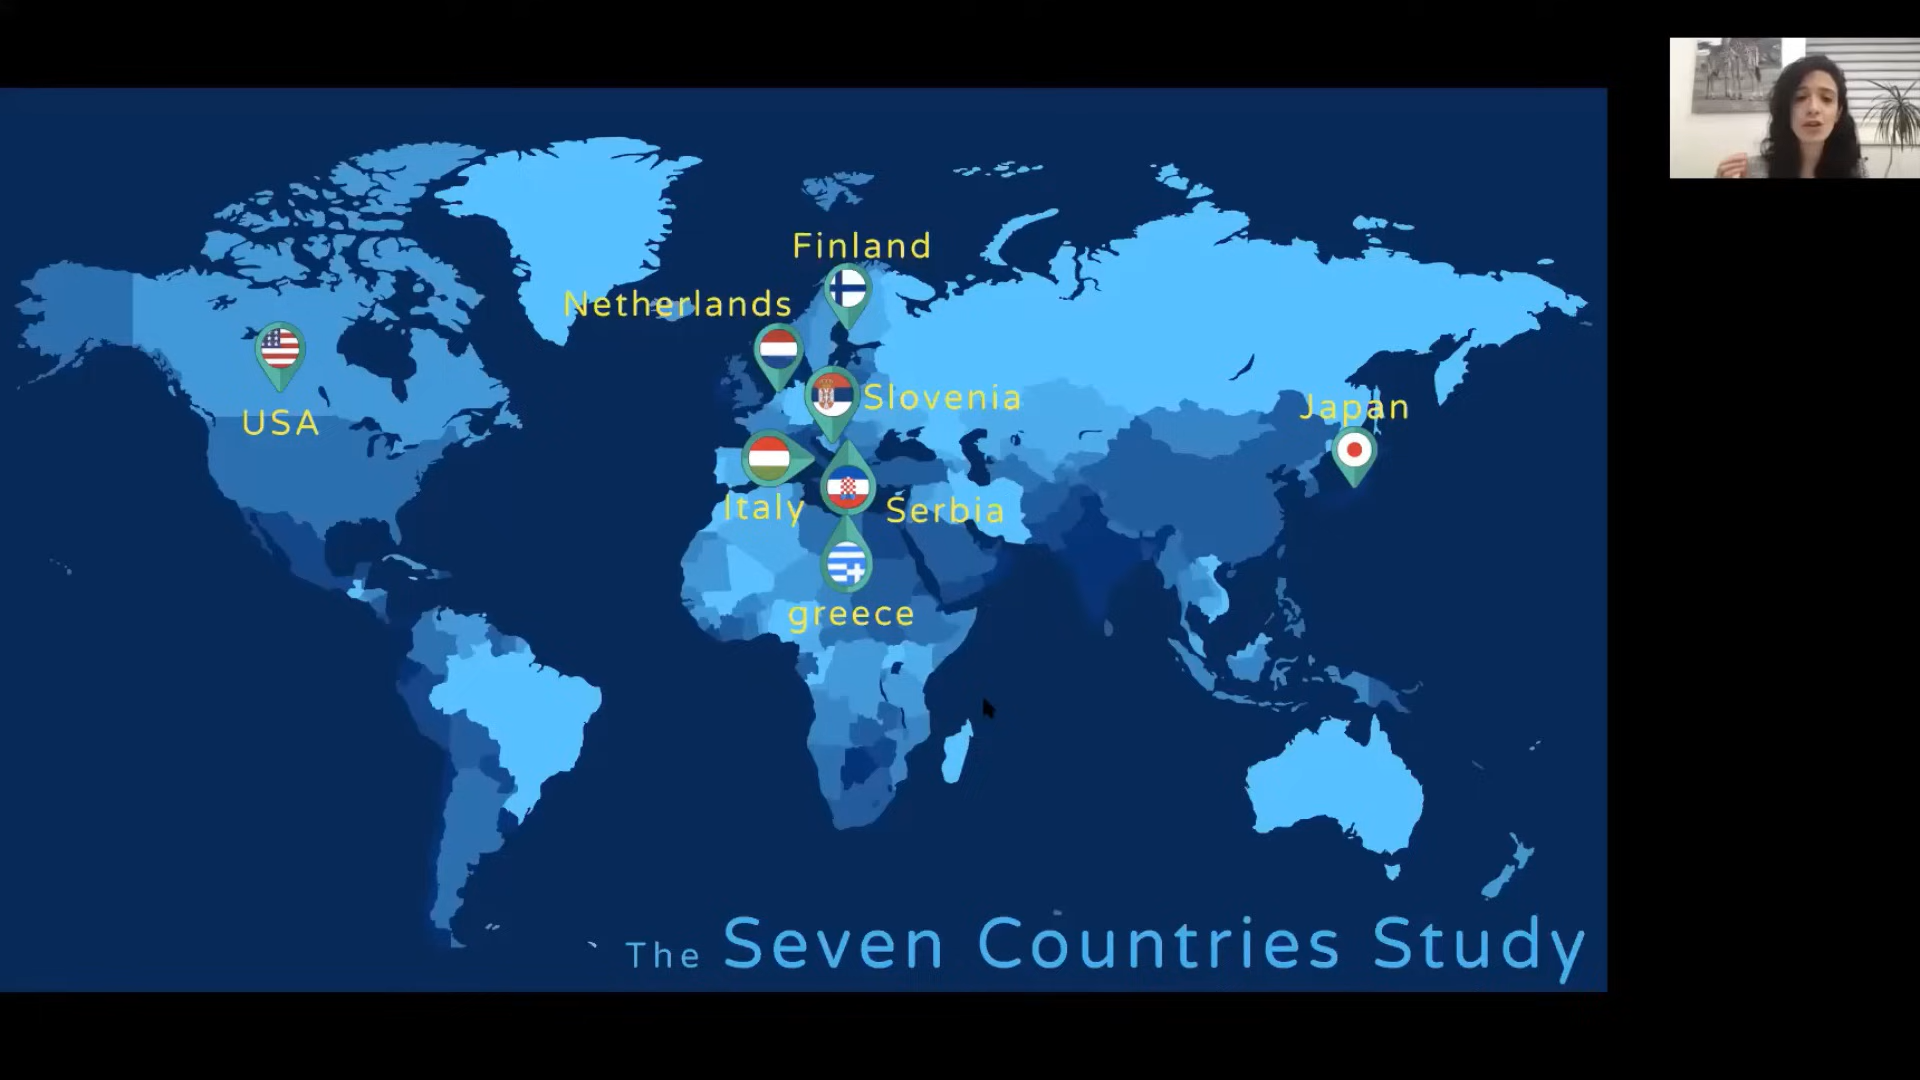 Finland
Netherlands
USA
Slovenia
Japan
Italy
Serbia
greece
The Seven Countries Study